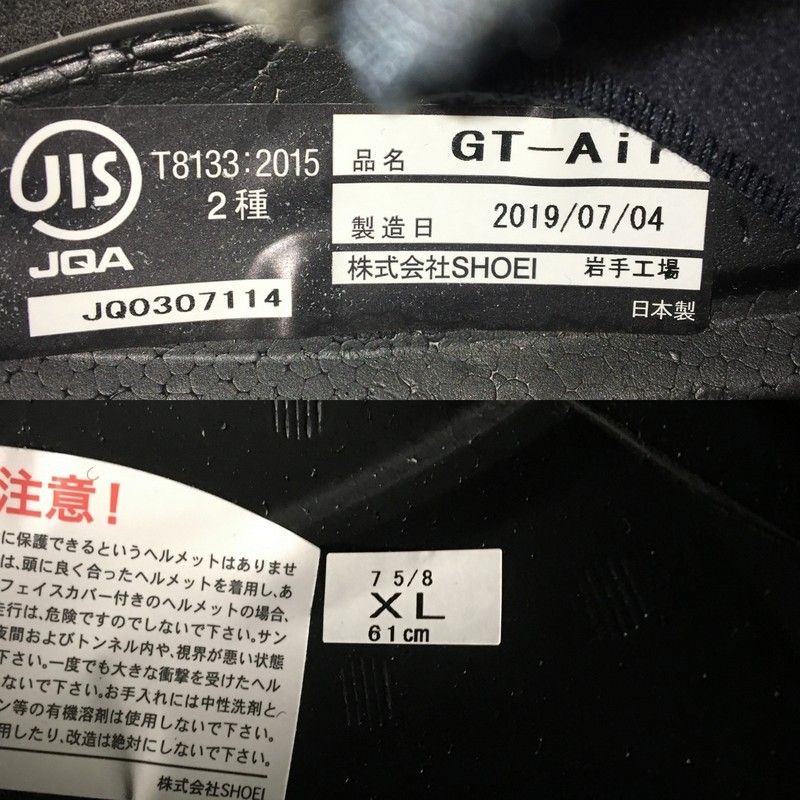 JIS
JQA
T8133:2015
2種
JQ0307114
品名 GT-Air
製造日 2019/07/04
株式会社SHOEI 岩手工場
日本製
注意!
に保護できるというヘルメットはありませ
は、頭に良く合ったヘルメットを着用し、あ
フェイスカバー付きのヘルメットの場合、
走行は、危険ですのでしないで下さい。サン
夜間およびトンネル内や、視界が悪い状態
下さい。一度でも大きな衝撃を受けたヘル
しないで下さい。お手入れには中性洗剤と
ン等の有機溶剤は使用しないで下さい。
用したり、改造は絶対にしないで下さい。
株式会社SHOEI
7 5/8
XL
61cm